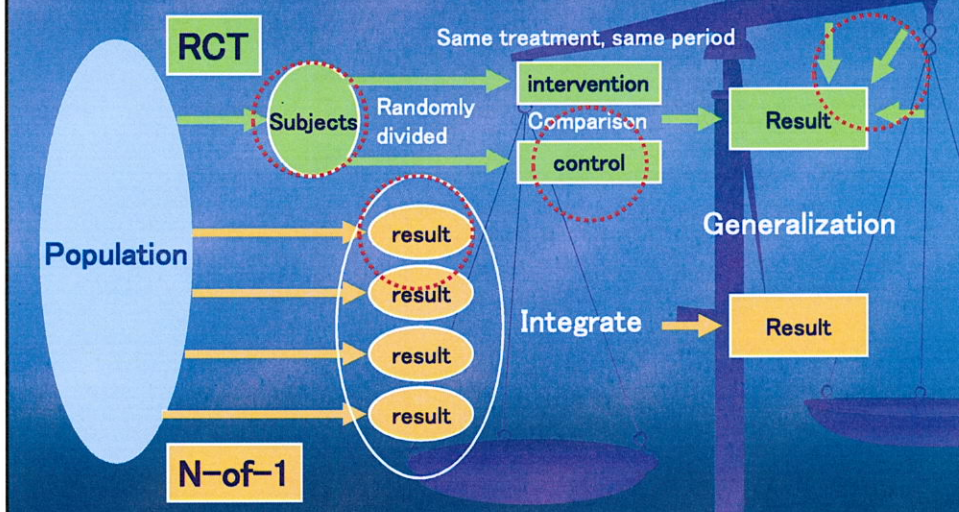 RCT
Same treatment, same period
Subjects
Randomly
divided
intervention
Comparison
control
Result
Population
result
result
result
result
Generalization
Integrate
Result
N-of-1